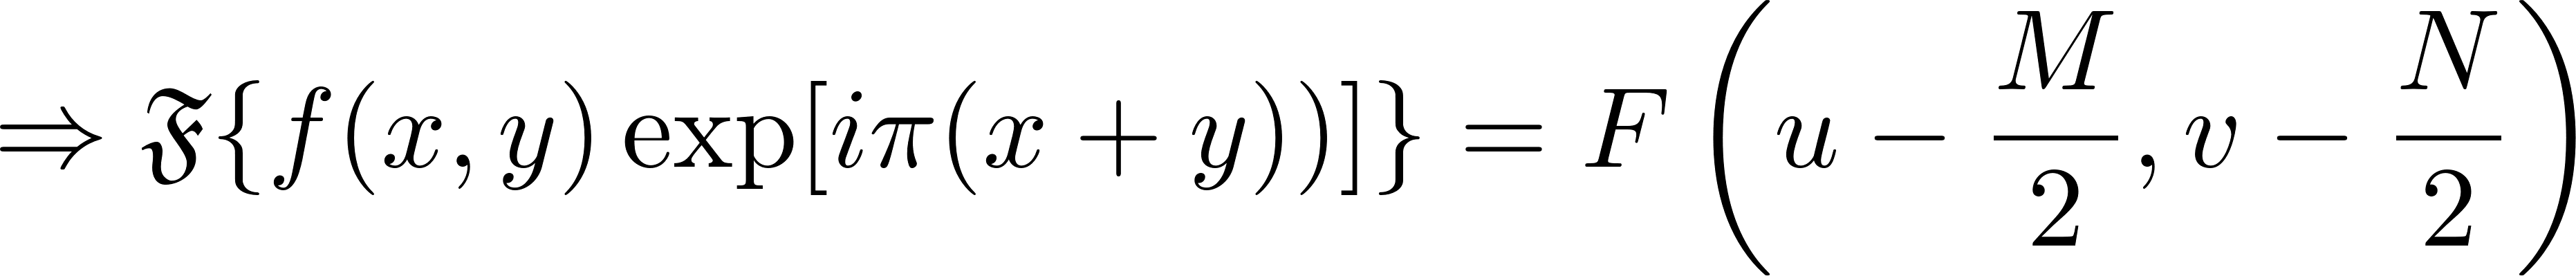 ⇒ 𝔉{f(x, y) exp[iπ(x + y))]} = F(u − M/2, v − N/2)